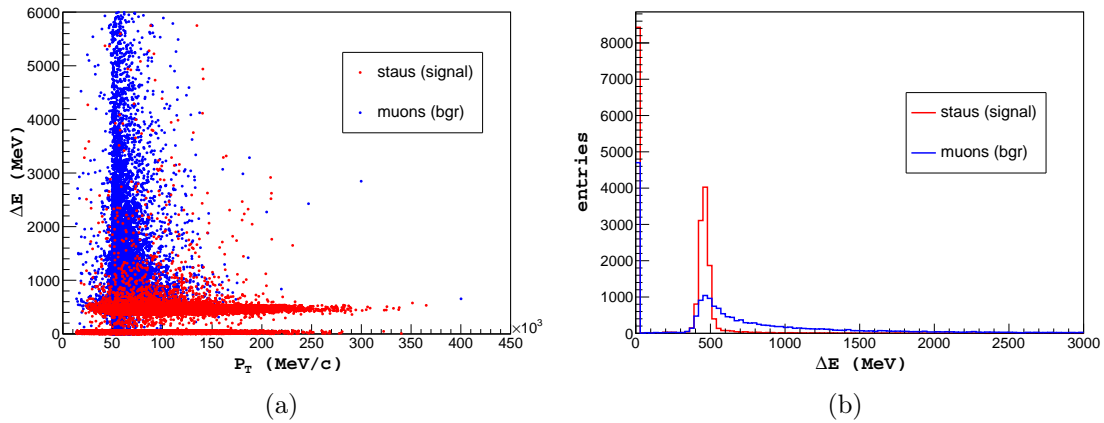 6000
5000
4000
3000
2000
1000
0
ΔE (MeV)
staus (signal)
muons (bgr)
0 50 100 150 200 250 300 350 400 450
×10³
P_T (MeV/c)
(a)
8000
7000
6000
5000
4000
3000
2000
1000
0
entries
staus (signal)
muons (bgr)
0 500 1000 1500 2000 2500 3000
ΔE (MeV)
(b)